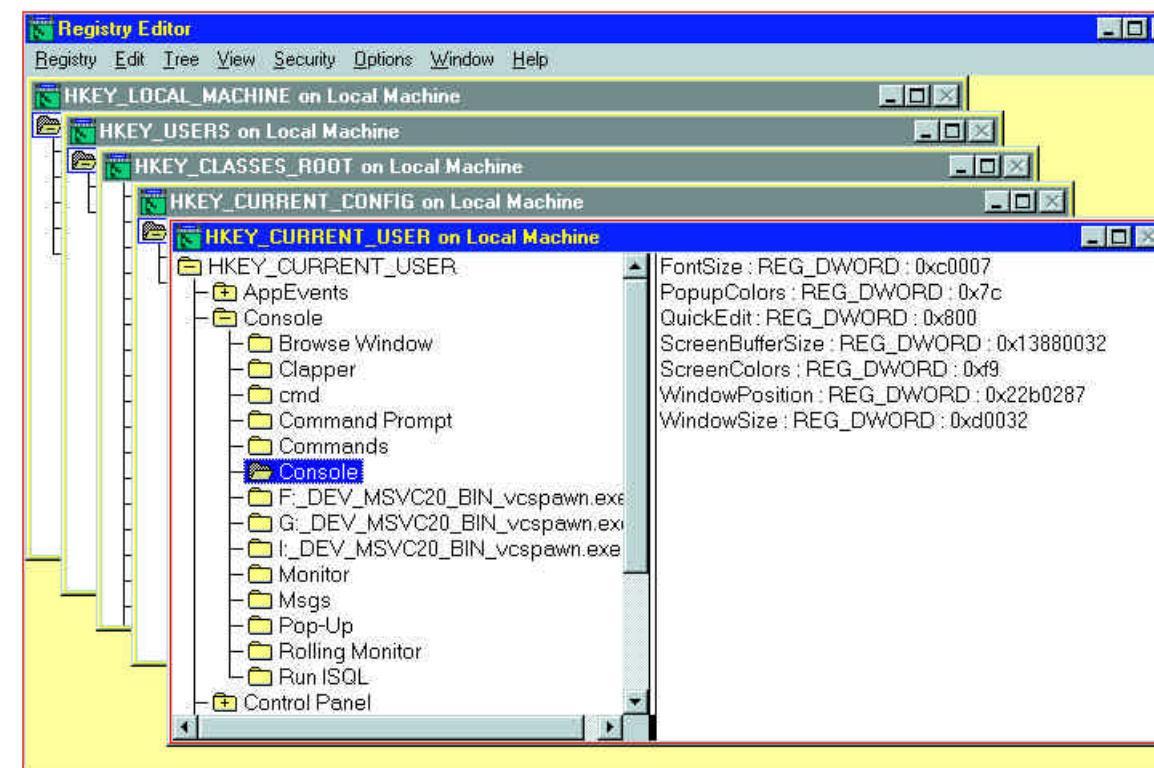 Registry Editor
Registry Edit Tree View Security Options Window Help
HKEY_LOCAL_MACHINE on Local Machine
HKEY_USERS on Local Machine
HKEY_CLASSES_ROOT on Local Machine
HKEY_CURRENT_CONFIG on Local Machine
HKEY_CURRENT_USER on Local Machine
HKEY_CURRENT_USER
AppEvents
Console
Browse Window
Clapper
cmd
Command Prompt
Commands
Console
F:_DEV_MSVC20_BIN_vcspawn.exe
G:_DEV_MSVC20_BIN_vcspawn.ex
I:_DEV_MSVC20_BIN_vcspawn.exe
Monitor
Msgs
Pop-Up
Rolling Monitor
Run ISQL
Control Panel
FontSize : REG_DWORD : 0xc0007
PopupColors : REG_DWORD : 0x7c
QuickEdit : REG_DWORD : 0x800
ScreenBufferSize : REG_DWORD : 0x13880032
ScreenColors : REG_DWORD : 0xf9
WindowPosition : REG_DWORD : 0x22b0287
WindowSize : REG_DWORD : 0xd0032